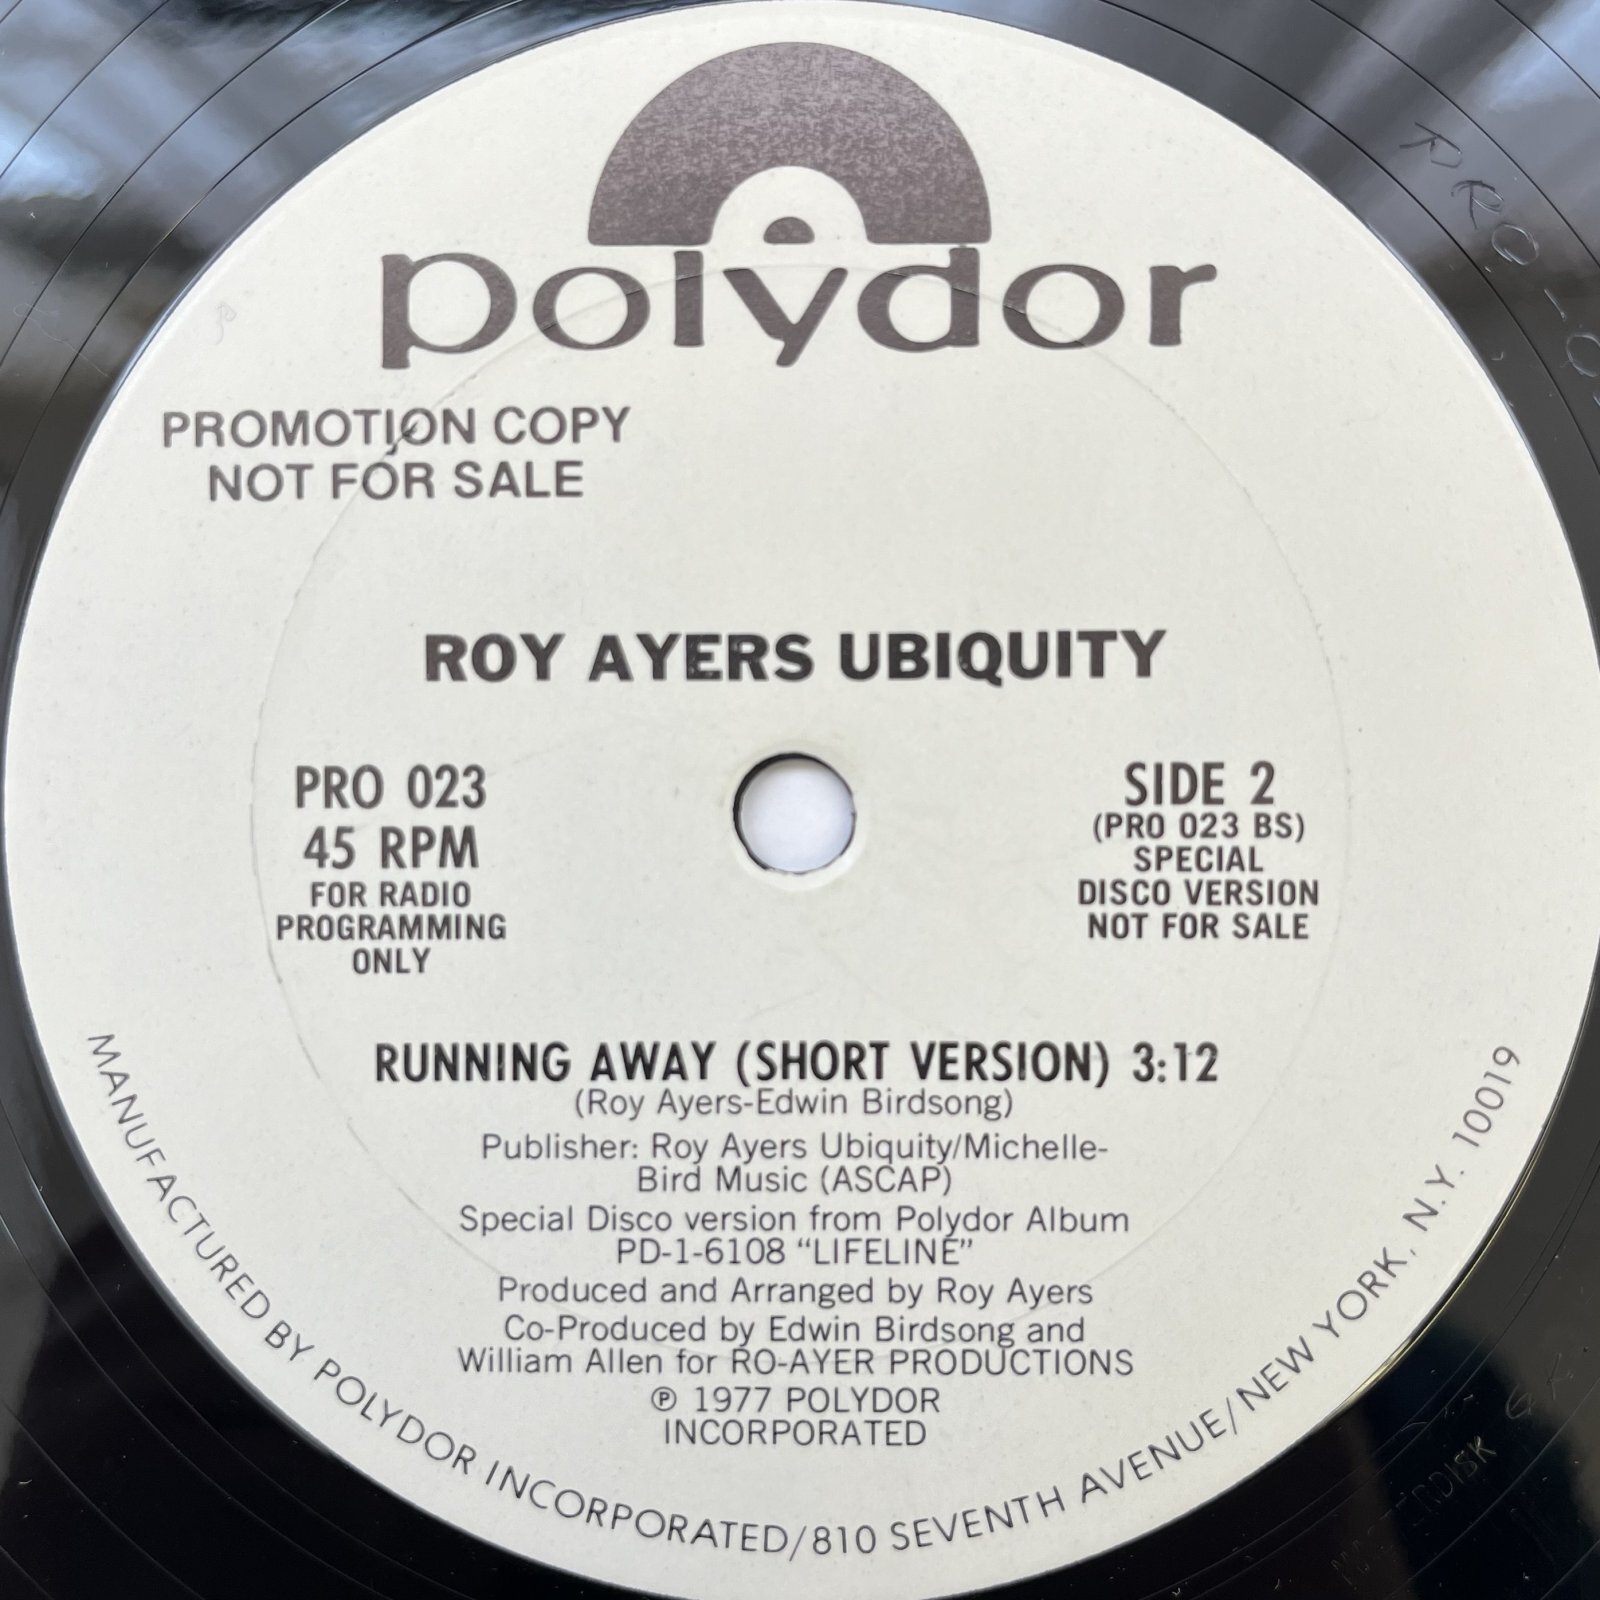 polydor
PROMOTION COPY
NOT FOR SALE
ROY AYERS UBIQUITY
PRO 023
45 RPM
FOR RADIO
PROGRAMMING
ONLY
SIDE 2
(PRO 023 BS)
SPECIAL
DISCO VERSION
NOT FOR SALE
RUNNING AWAY (SHORT VERSION) 3:12
(Roy Ayers-Edwin Birdsong)
Publisher: Roy Ayers Ubiquity/Michelle-
Bird Music (ASCAP)
Special Disco version from Polydor Album
PD-1-6108 “LIFELINE”
Produced and Arranged by Roy Ayers
Co-Produced by Edwin Birdsong and
William Allen for RO-AYER PRODUCTIONS
℗ 1977 POLYDOR
INCORPORATED
MANUFACTURED BY POLYDOR INCORPORATED/810 SEVENTH AVENUE/NEW YORK, N.Y. 10019